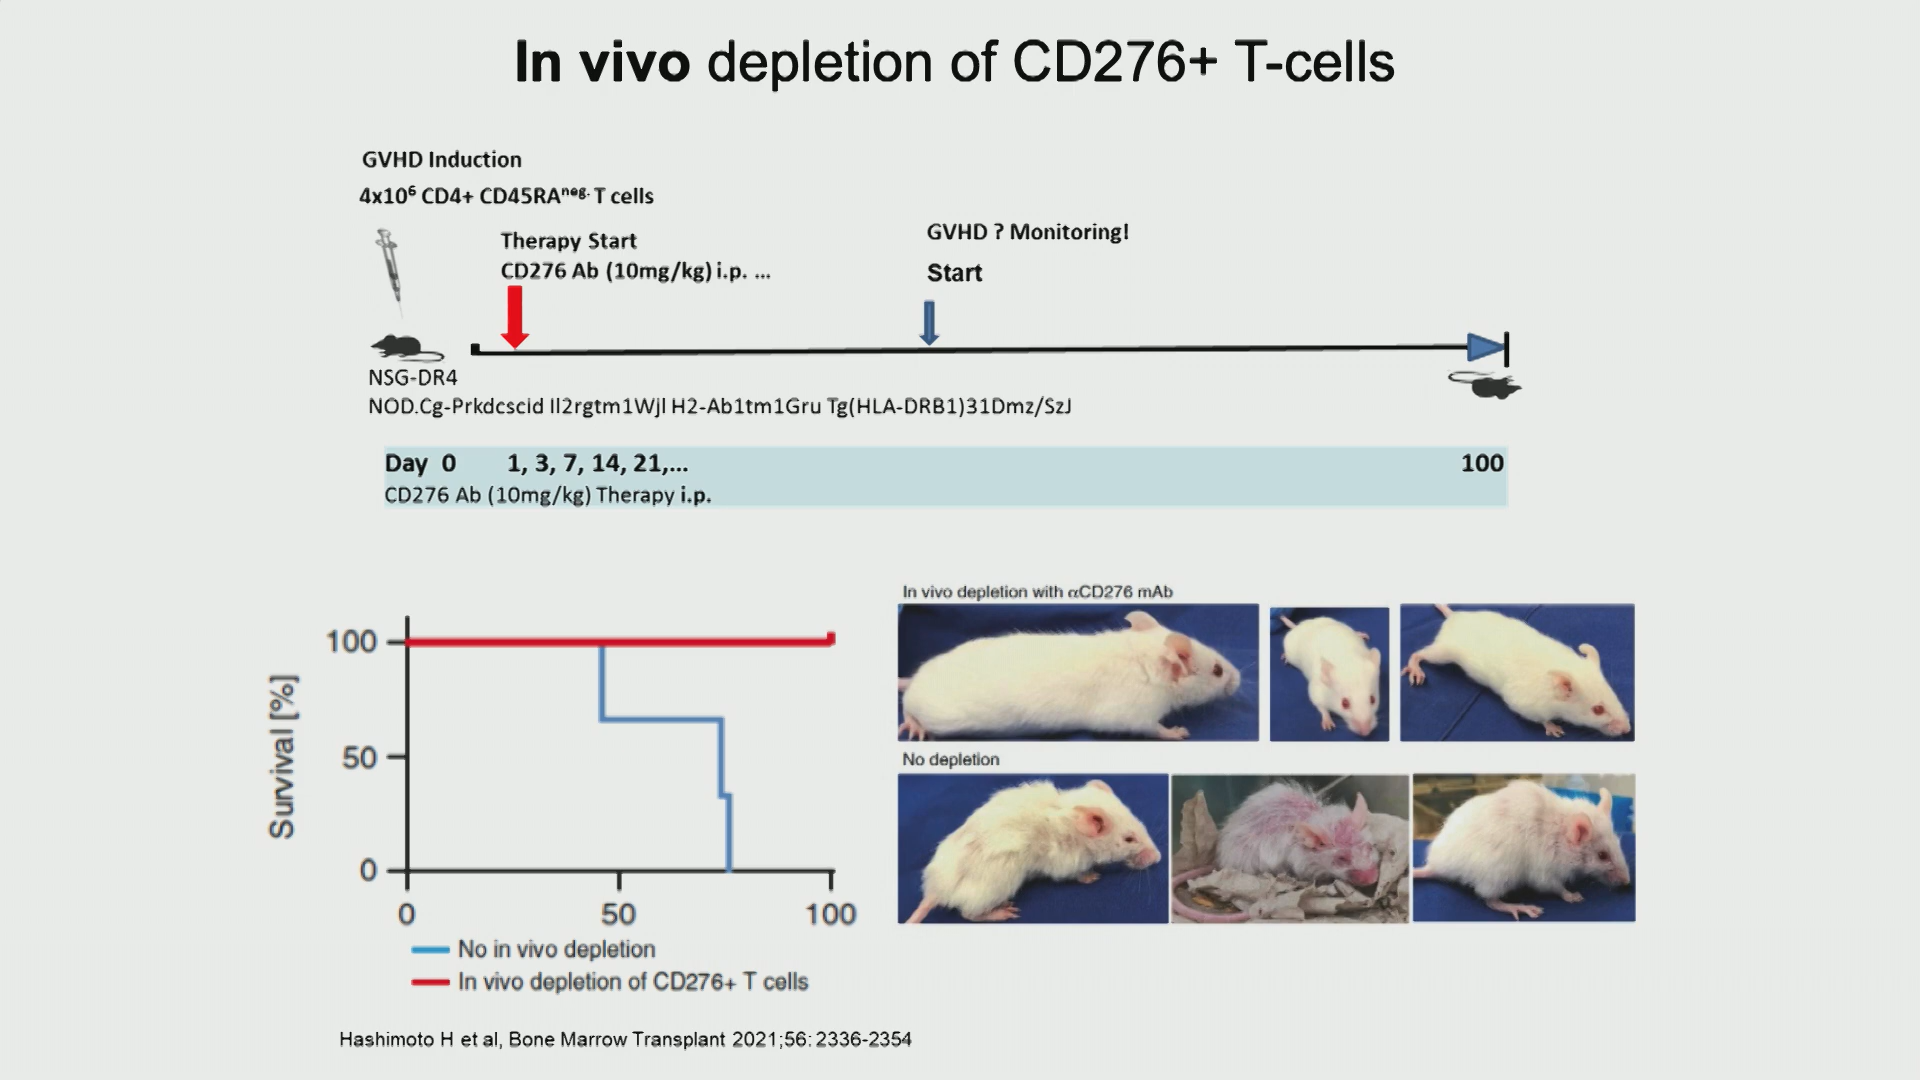 In vivo depletion of CD276+ T-cells
GVHD Induction
4x10⁶ CD4+ CD45RAⁿᵉᵍ· T cells
Therapy Start
CD276 Ab (10mg/kg) i.p. ...
GVHD ? Monitoring!
Start
NSG-DR4
NOD.Cg-Prkdcscid Il2rgtm1Wjl H2-Ab1tm1Gru Tg(HLA-DRB1)31Dmz/SzJ
Day 0 1, 3, 7, 14, 21,... 100
CD276 Ab (10mg/kg) Therapy i.p.
Survival [%]
100
50
0
0 50 100
No in vivo depletion
In vivo depletion of CD276+ T cells
In vivo depletion with αCD276 mAb
No depletion
Hashimoto H et al, Bone Marrow Transplant 2021;56: 2336-2354